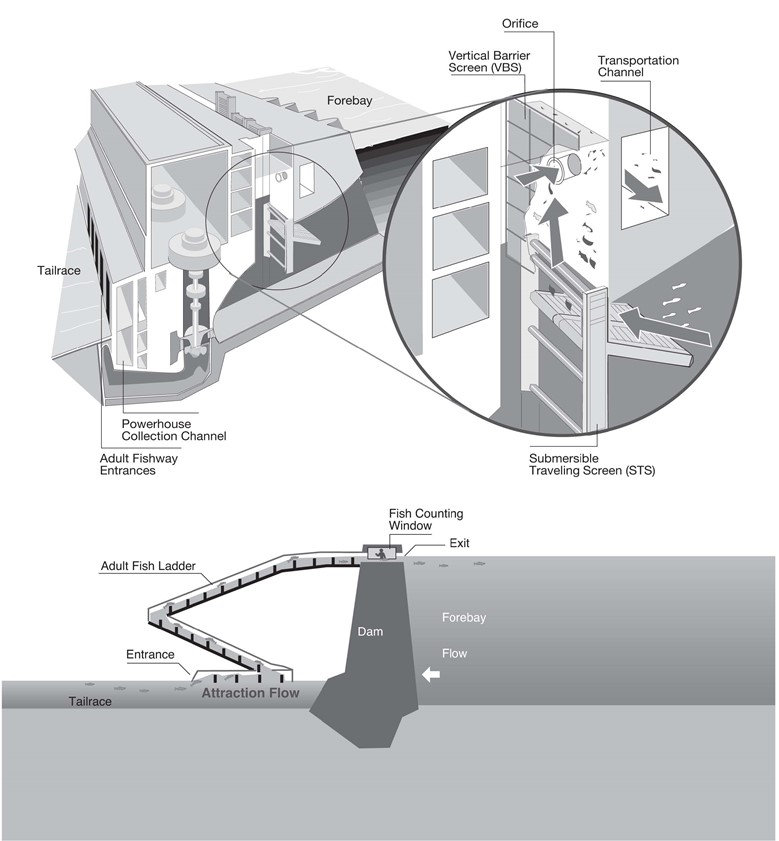 Orifice
Vertical Barrier
Screen (VBS)
Transportation
Channel
Forebay
Tailrace
Powerhouse
Collection Channel
Adult Fishway
Entrances
Submersible
Traveling Screen (STS)
Fish Counting
Window
Exit
Adult Fish Ladder
Forebay
Dam
Flow
Entrance
Attraction Flow
Tailrace